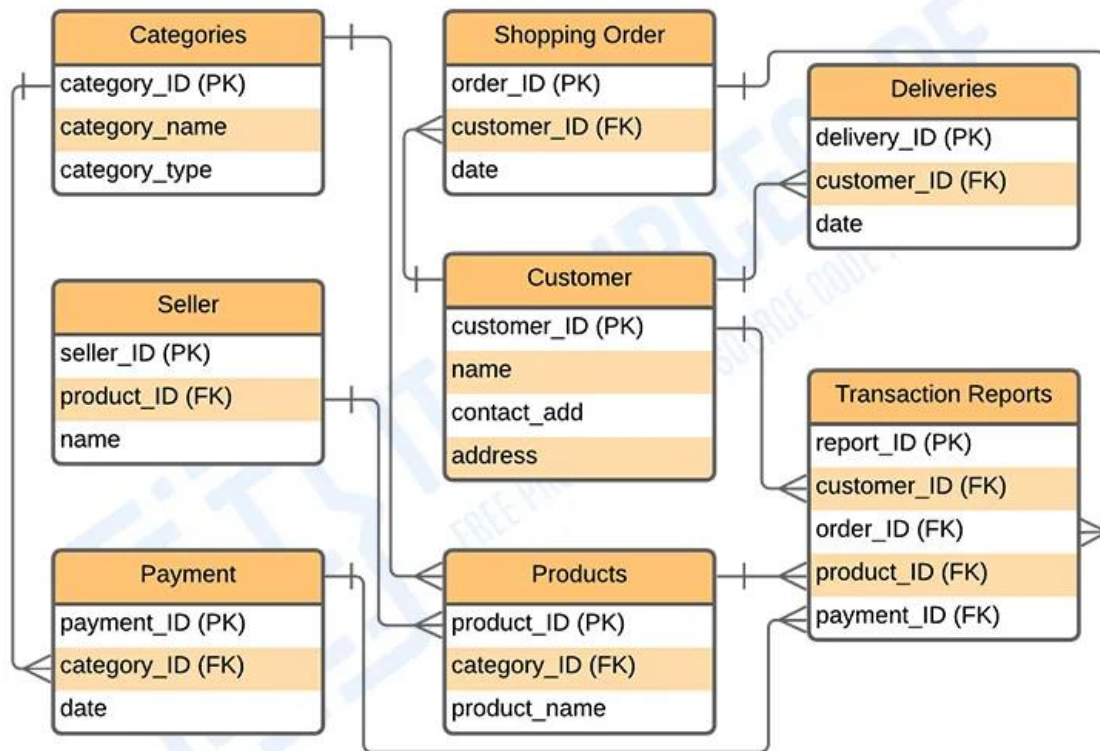 Categories
category_ID (PK)
category_name
category_type
Shopping Order
order_ID (PK)
customer_ID (FK)
date
Deliveries
delivery_ID (PK)
customer_ID (FK)
date
Seller
seller_ID (PK)
product_ID (FK)
name
Customer
customer_ID (PK)
name
contact_add
address
Transaction Reports
report_ID (PK)
customer_ID (FK)
order_ID (FK)
product_ID (FK)
payment_ID (FK)
Payment
payment_ID (PK)
category_ID (FK)
date
Products
product_ID (PK)
category_ID (FK)
product_name